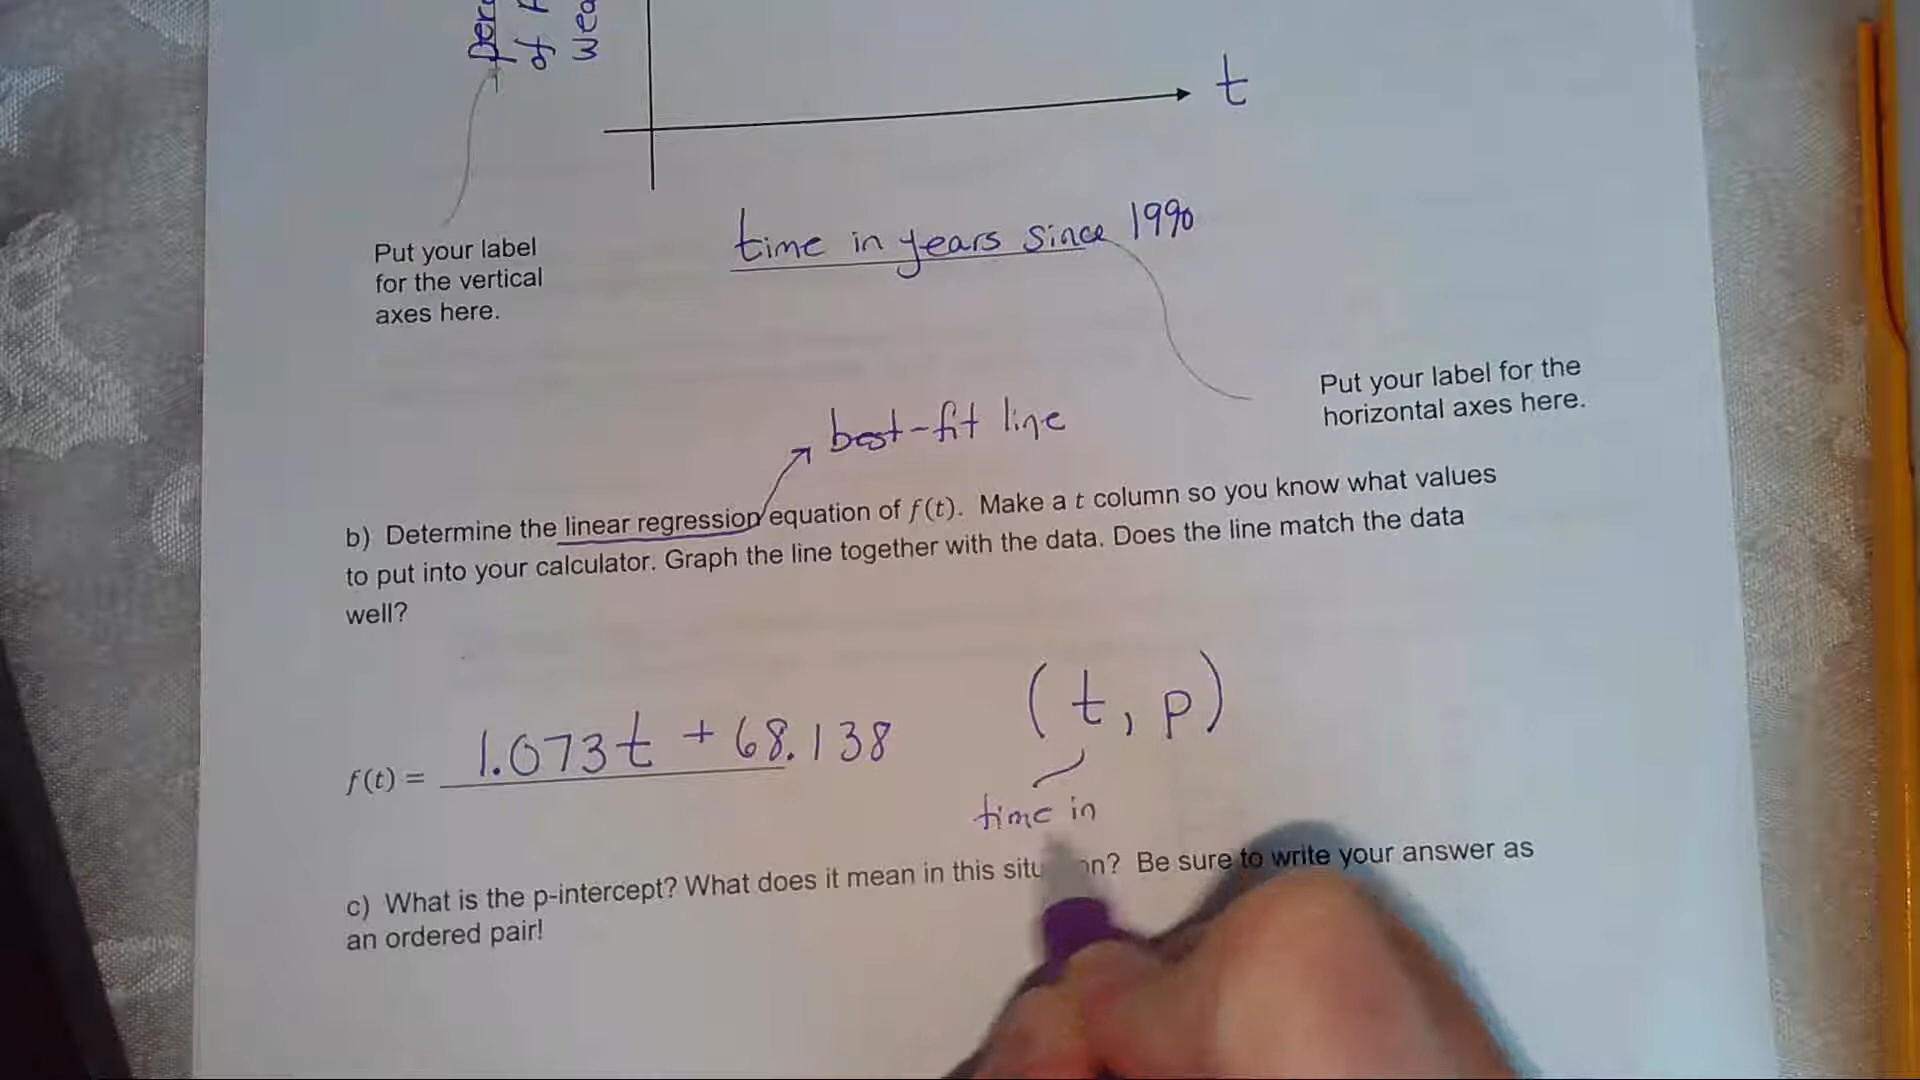 of
t
time in years since 1990
Put your label
for the vertical
axes here.
Put your label for the
horizontal axes here.
best-fit line
b) Determine the linear regression equation of f(t). Make a t column so you know what values
to put into your calculator. Graph the line together with the data. Does the line match the data
well?
(t, p)
f(t) = 1.073t + 68.138
time in
c) What is the p-intercept? What does it mean in this situ on? Be sure to write your answer as
an ordered pair!